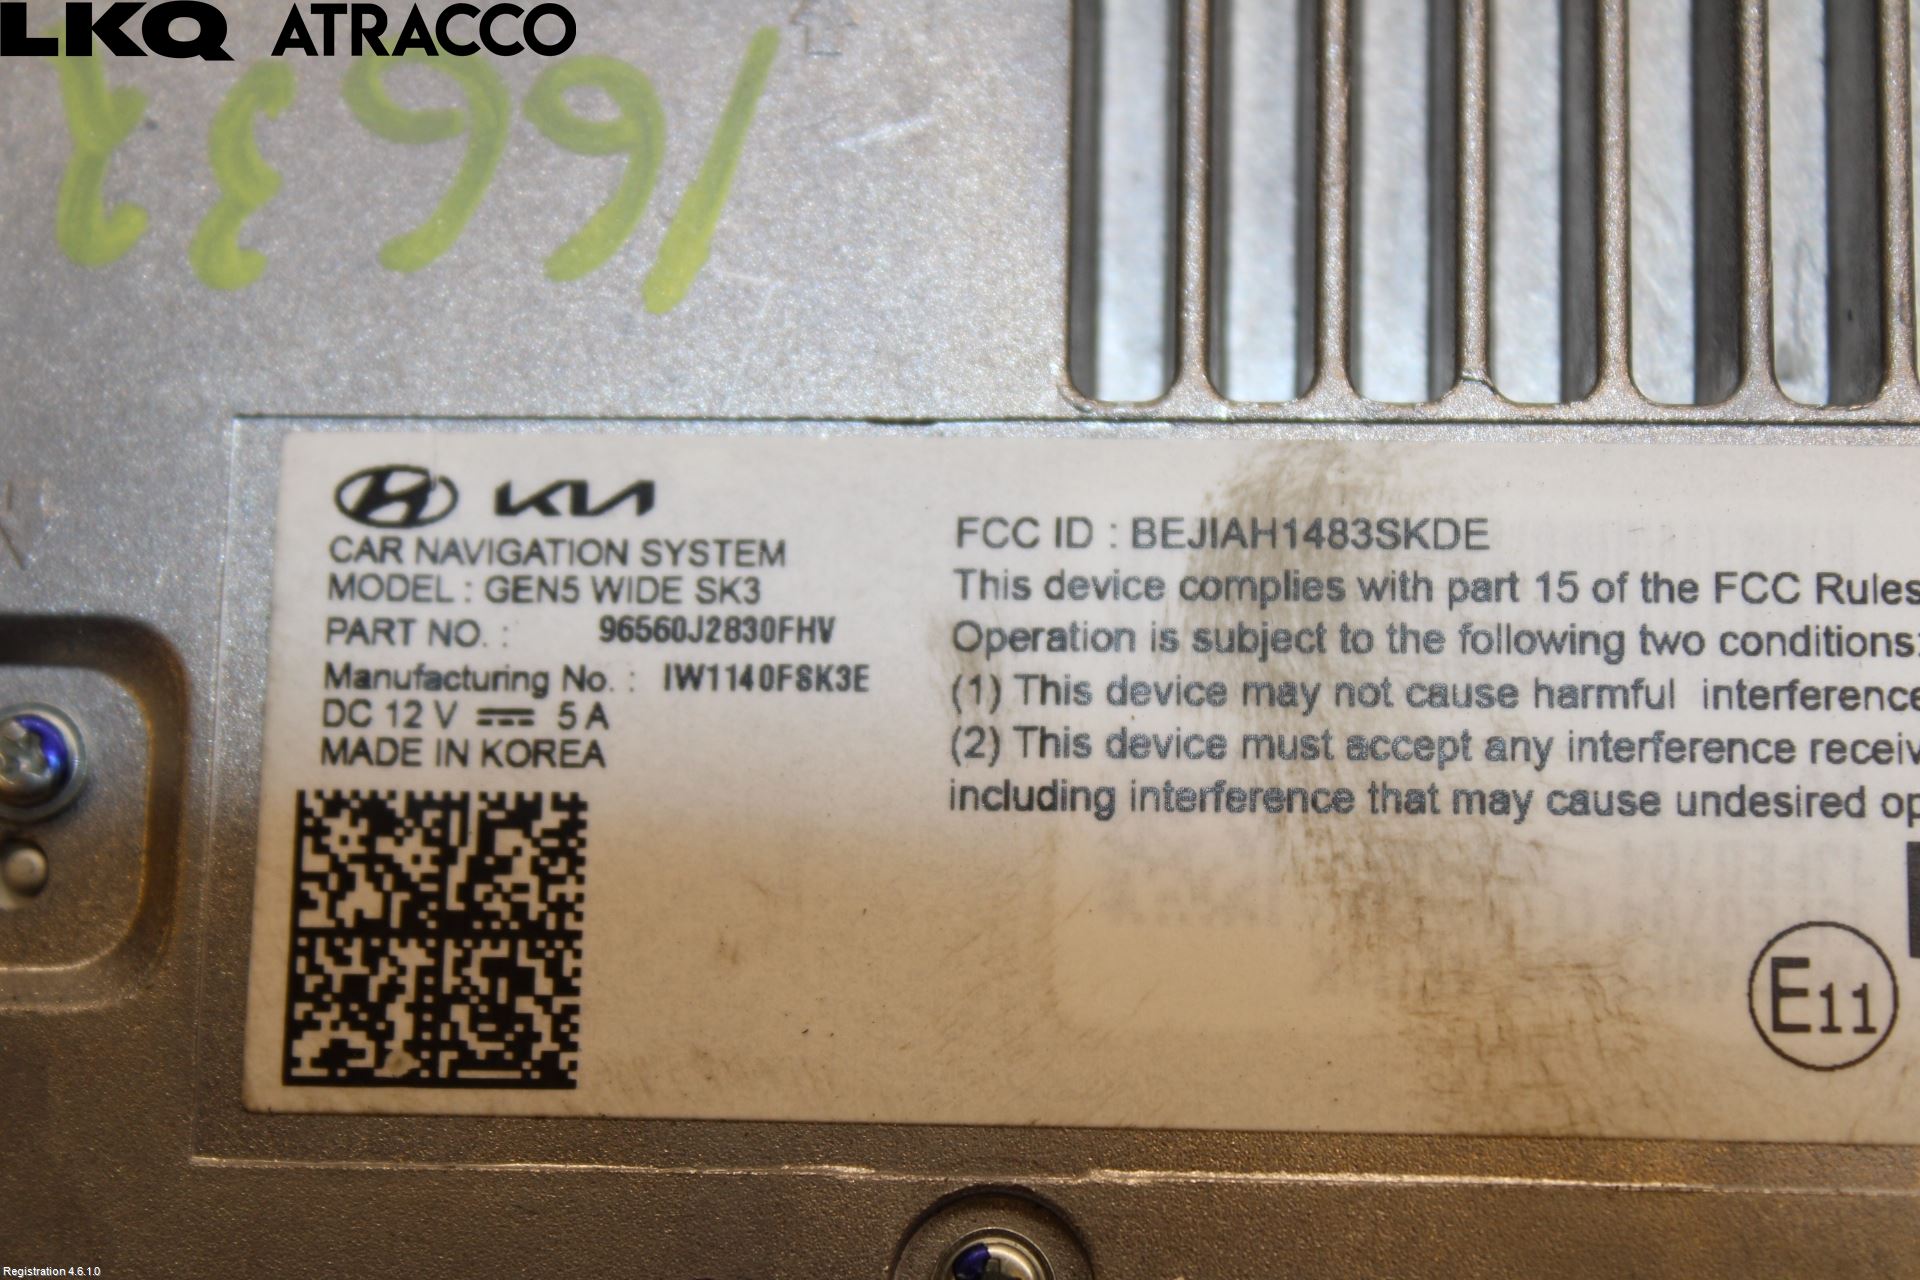 LKQ ATRACCO
KIA
CAR NAVIGATION SYSTEM
MODEL : GEN5 WIDE SK3
PART NO. : 96560J2830FHV
Manufacturing No. : IW1140FSK3E
DC 12 V 5 A
MADE IN KOREA
FCC ID : BEJIAH1483SKDE
This device complies with part 15 of the FCC Rules
Operation is subject to the following two conditions:
(1) This device may not cause harmful interference
(2) This device must accept any interference receiv
including interference that may cause undesired op
E11
Registration 4.6.1.0